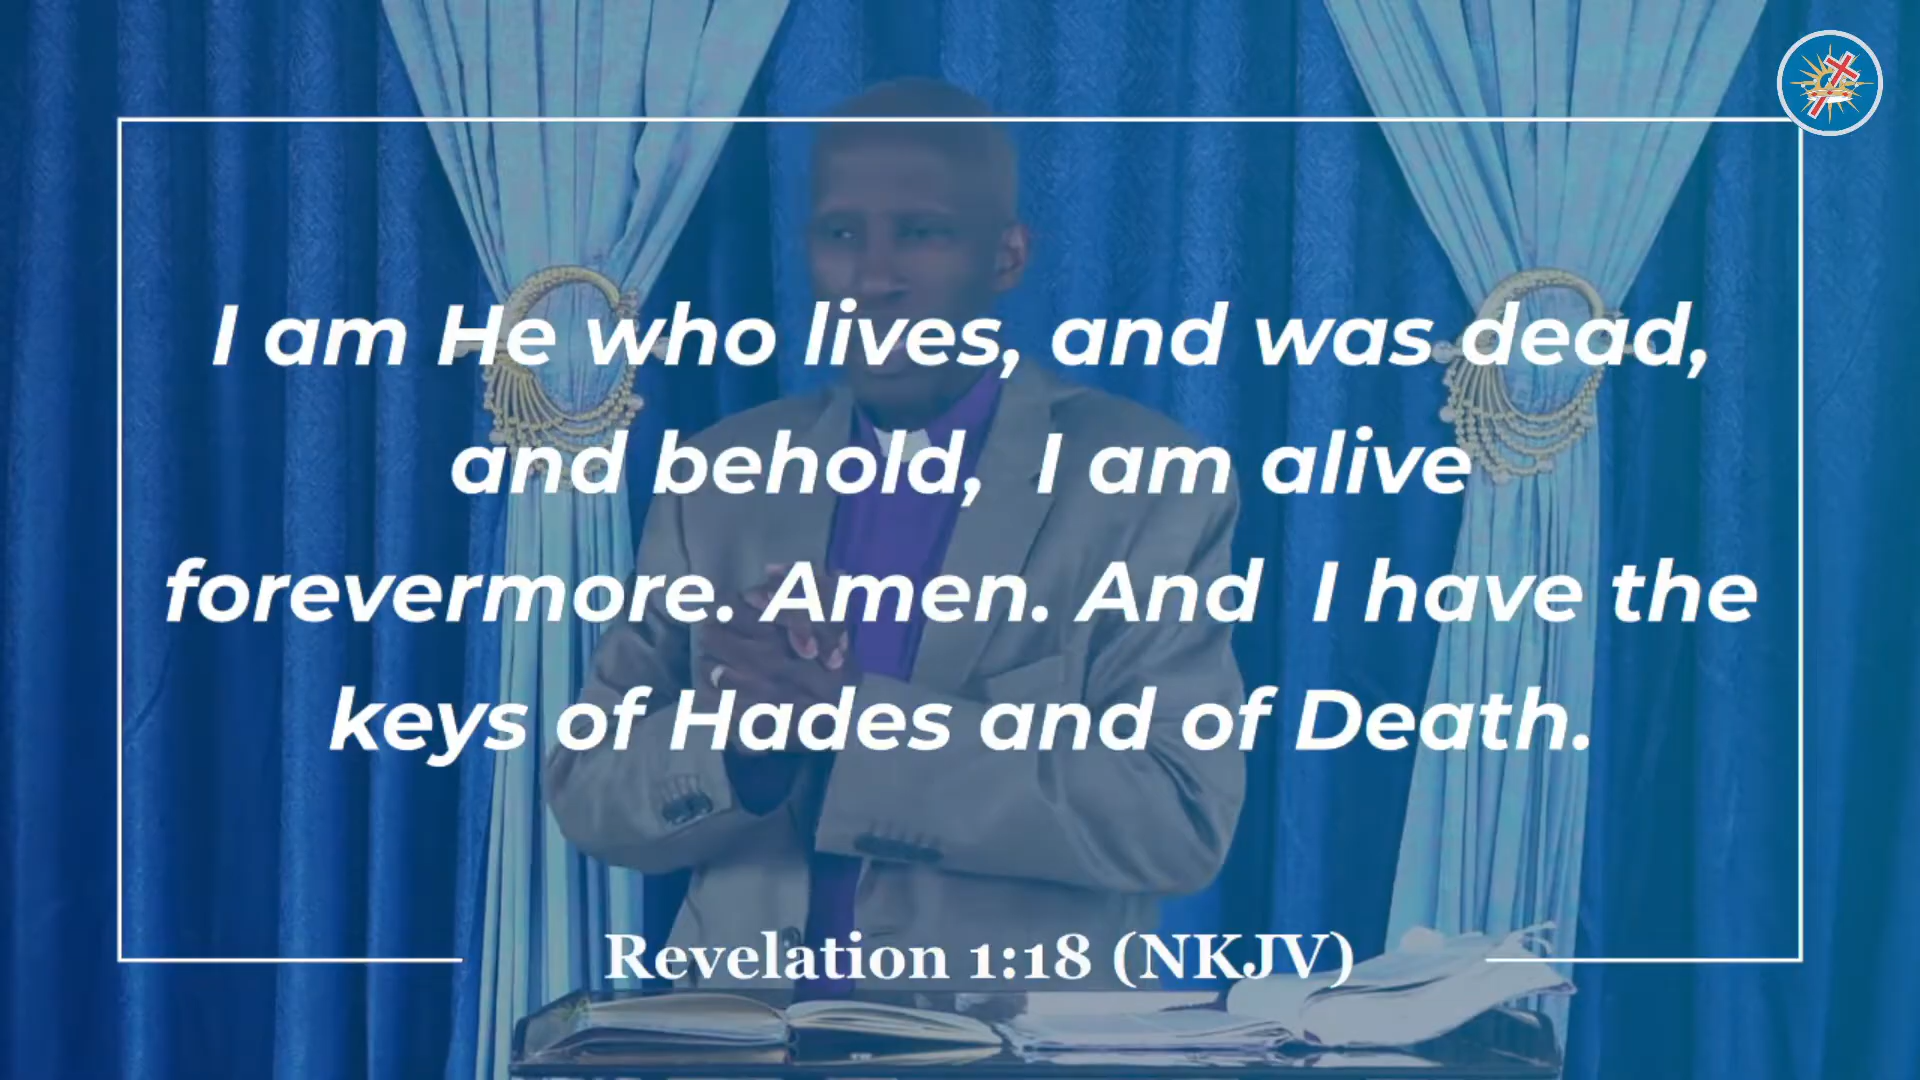 I am He who lives, and was dead,
and behold, I am alive
forevermore. Amen. And I have the
keys of Hades and of Death.
Revelation 1:18 (NKJV)